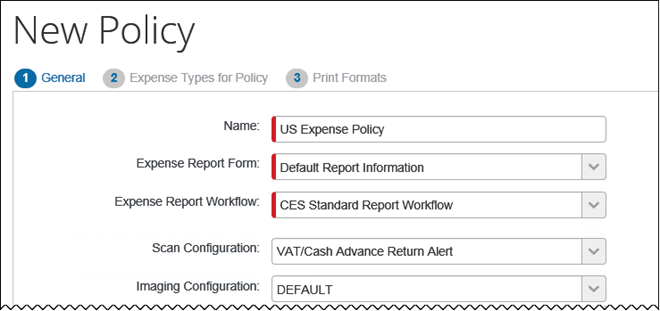 New Policy
1 General 2 Expense Types for Policy 3 Print Formats
Name: US Expense Policy
Expense Report Form: Default Report Information
Expense Report Workflow: CES Standard Report Workflow
Scan Configuration: VAT/Cash Advance Return Alert
Imaging Configuration: DEFAULT